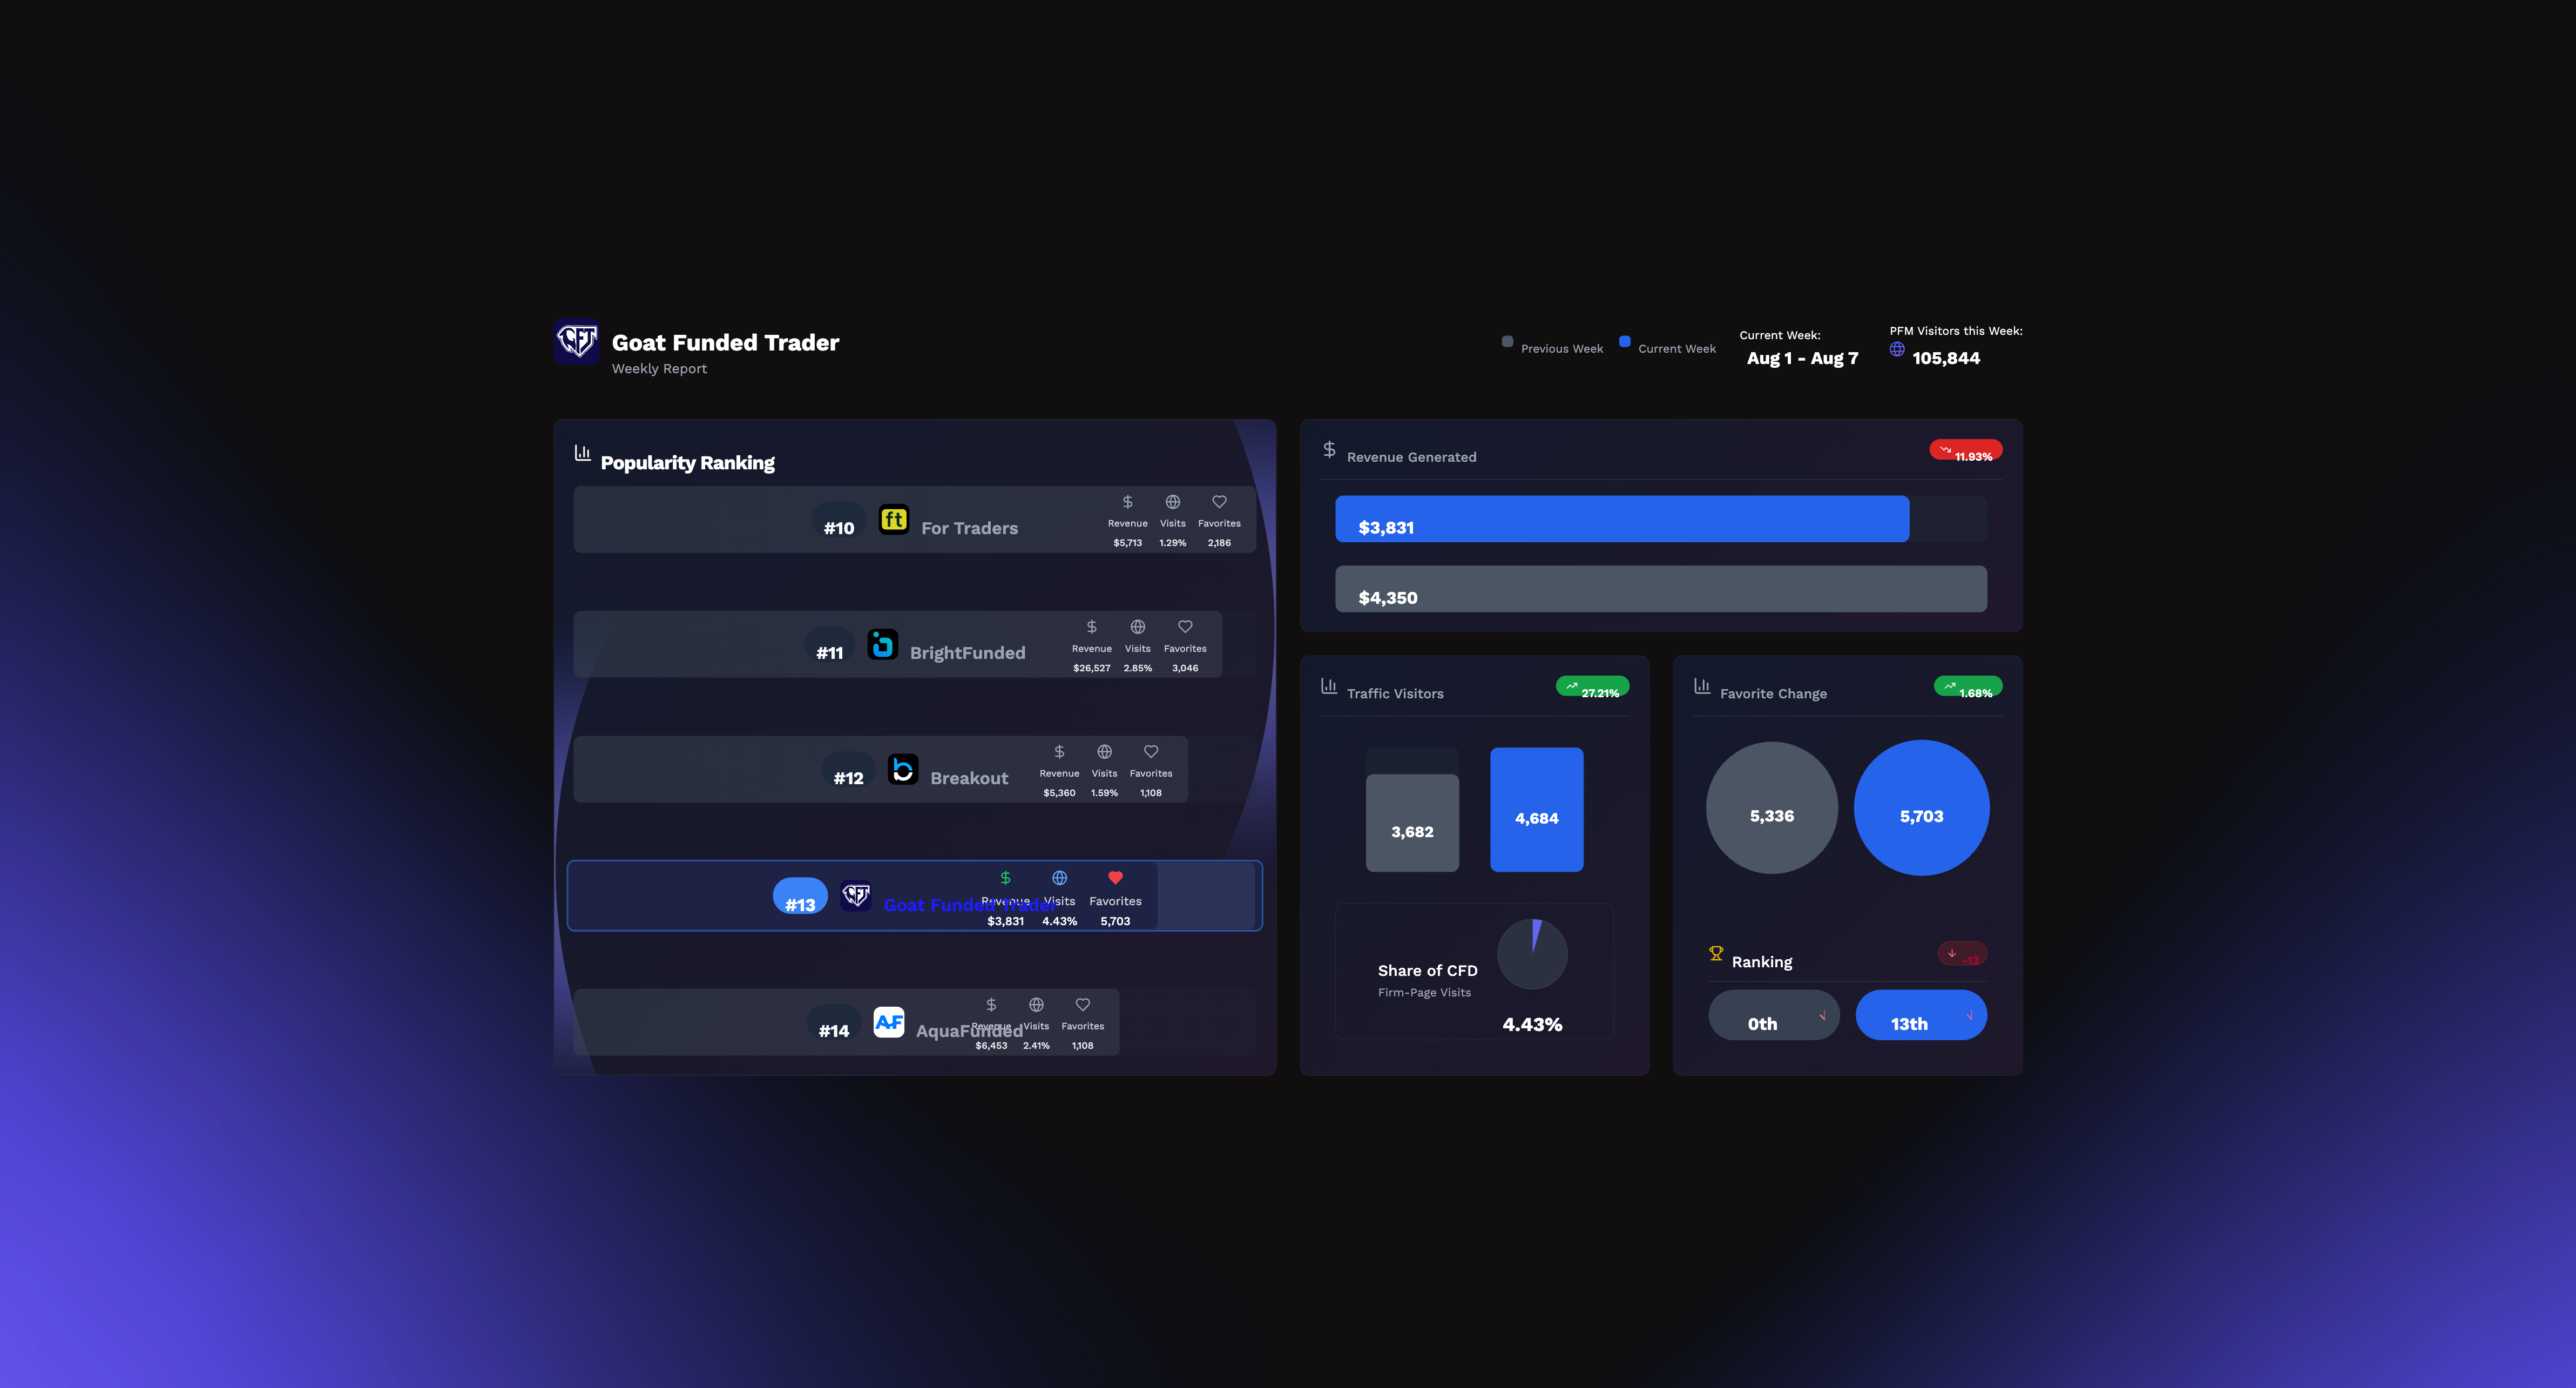 GFT
Goat Funded Trader
Weekly Report
Previous Week
Current Week
Current Week:
Aug 1 - Aug 7
PFM Visitors this Week:
105,844
Popularity Ranking
#10
ft
For Traders
Revenue Visits Favorites
$5,713 1.29% 2,186
#11
BrightFunded
Revenue Visits Favorites
$26,527 2.85% 3,046
#12
Breakout
Revenue Visits Favorites
$5,360 1.59% 1,108
#13
GFT
Goat Funded Trader
Revenue Visits Favorites
$3,831 4.43% 5,703
#14
AF
AquaFunded
Revenue Visits Favorites
$6,453 2.41% 1,108
Revenue Generated
11.93%
$3,831
$4,350
Traffic Visitors
27.21%
3,682
4,684
Share of CFD
Firm-Page Visits
4.43%
Favorite Change
1.68%
5,336
5,703
Ranking
-13
0th
13th